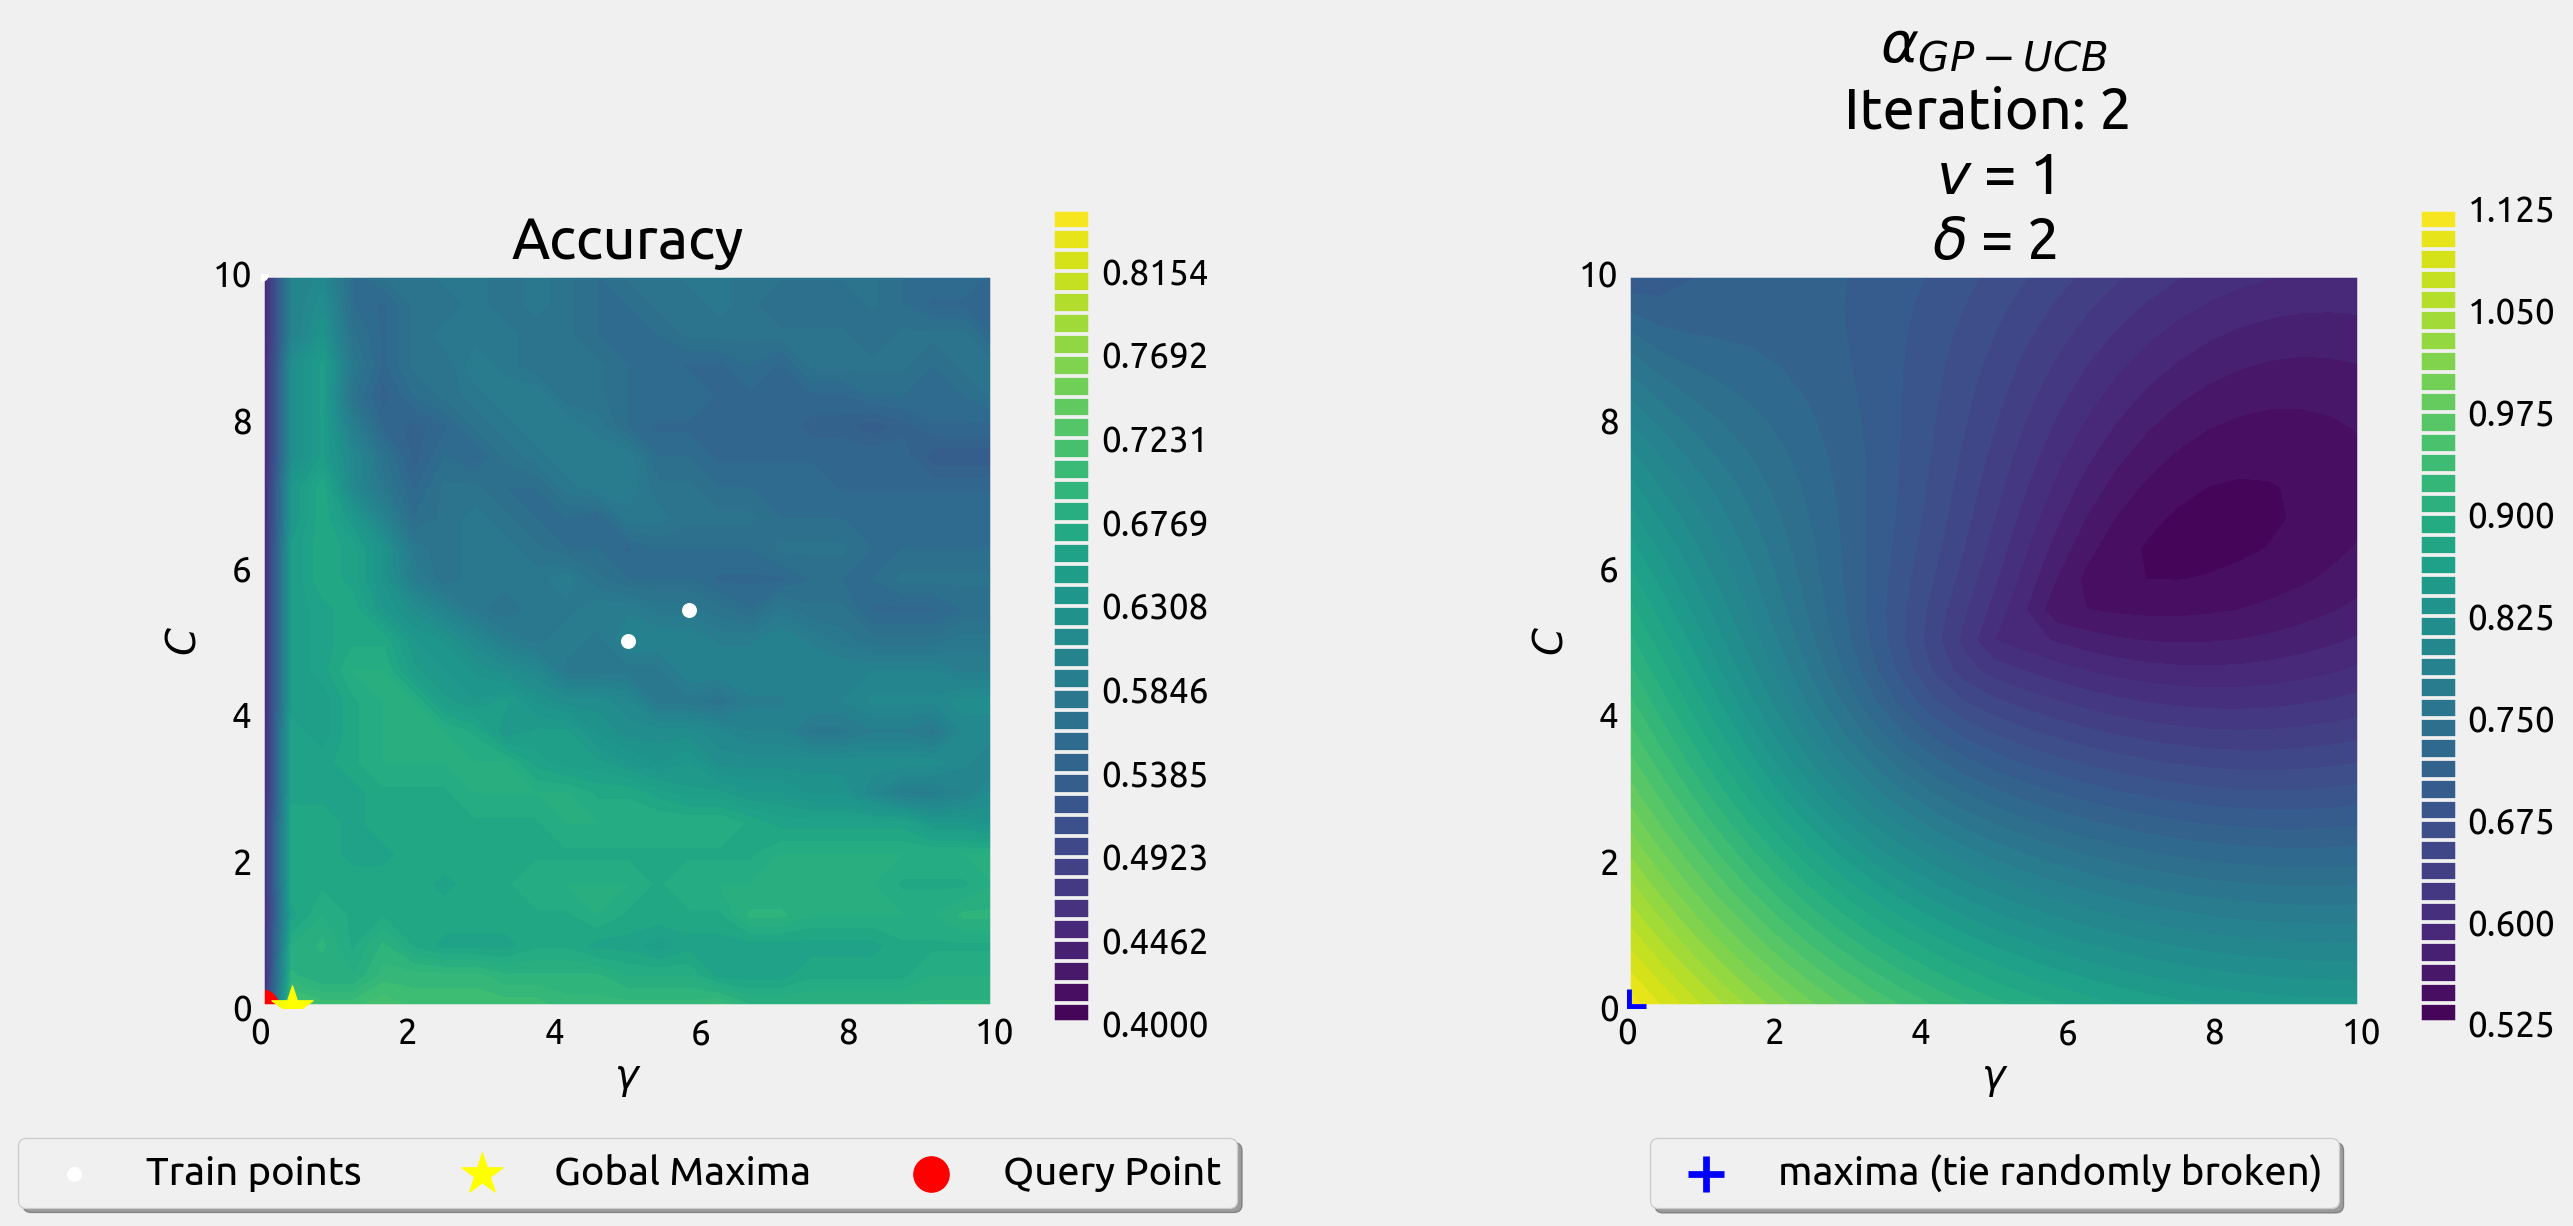 α_GP − UCB
Iteration: 2
ν = 1
δ = 2
Accuracy
10
8
6
4
2
0
C
0 2 4 6 8 10
γ
0.8154
0.7692
0.7231
0.6769
0.6308
0.5846
0.5385
0.4923
0.4462
0.4000
10
8
6
4
2
0
C
0 2 4 6 8 10
γ
1.125
1.050
0.975
0.900
0.825
0.750
0.675
0.600
0.525
Train points Gobal Maxima Query Point
maxima (tie randomly broken)